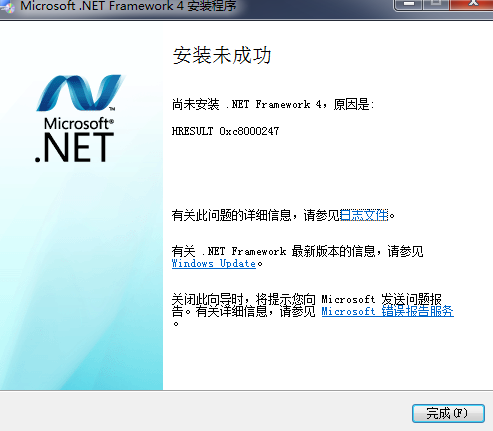 Microsoft .NET Framework 4 安装程序
安装未成功
尚未安装 .NET Framework 4，原因是:
HRESULT 0xc8000247
Microsoft®
.NET
TM
有关此问题的详细信息，请参见日志文件。
有关 .NET Framework 最新版本的信息，请参见
Windows Update。
关闭此向导时，将提示您向 Microsoft 发送问题报
告。有关详细信息，请参见 Microsoft 错误报告服务
。
完成(F)